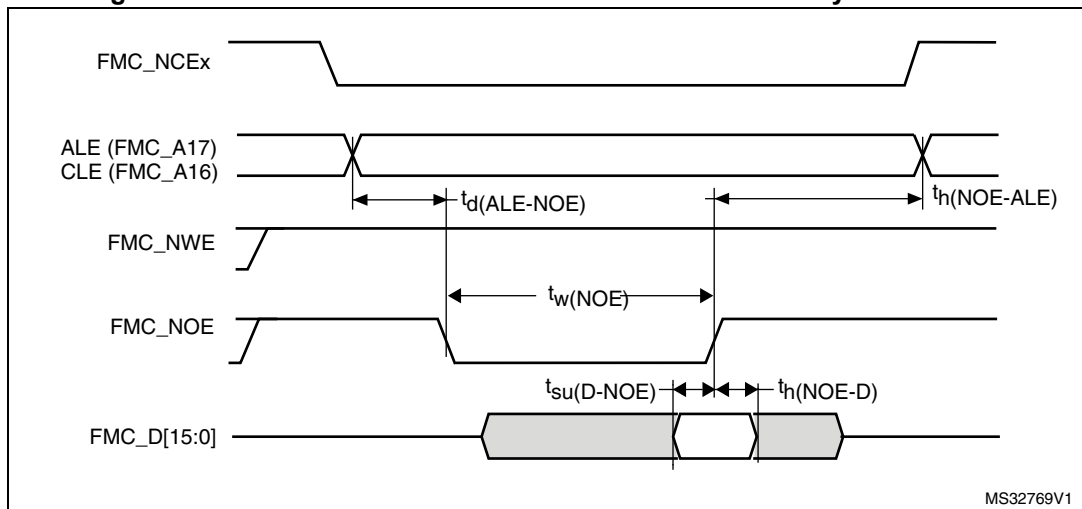 FMC_NCEx
ALE (FMC_A17)
CLE (FMC_A16)
td(ALE-NOE)
th(NOE-ALE)
FMC_NWE
tw(NOE)
FMC_NOE
tsu(D-NOE)
th(NOE-D)
FMC_D[15:0]
MS32769V1